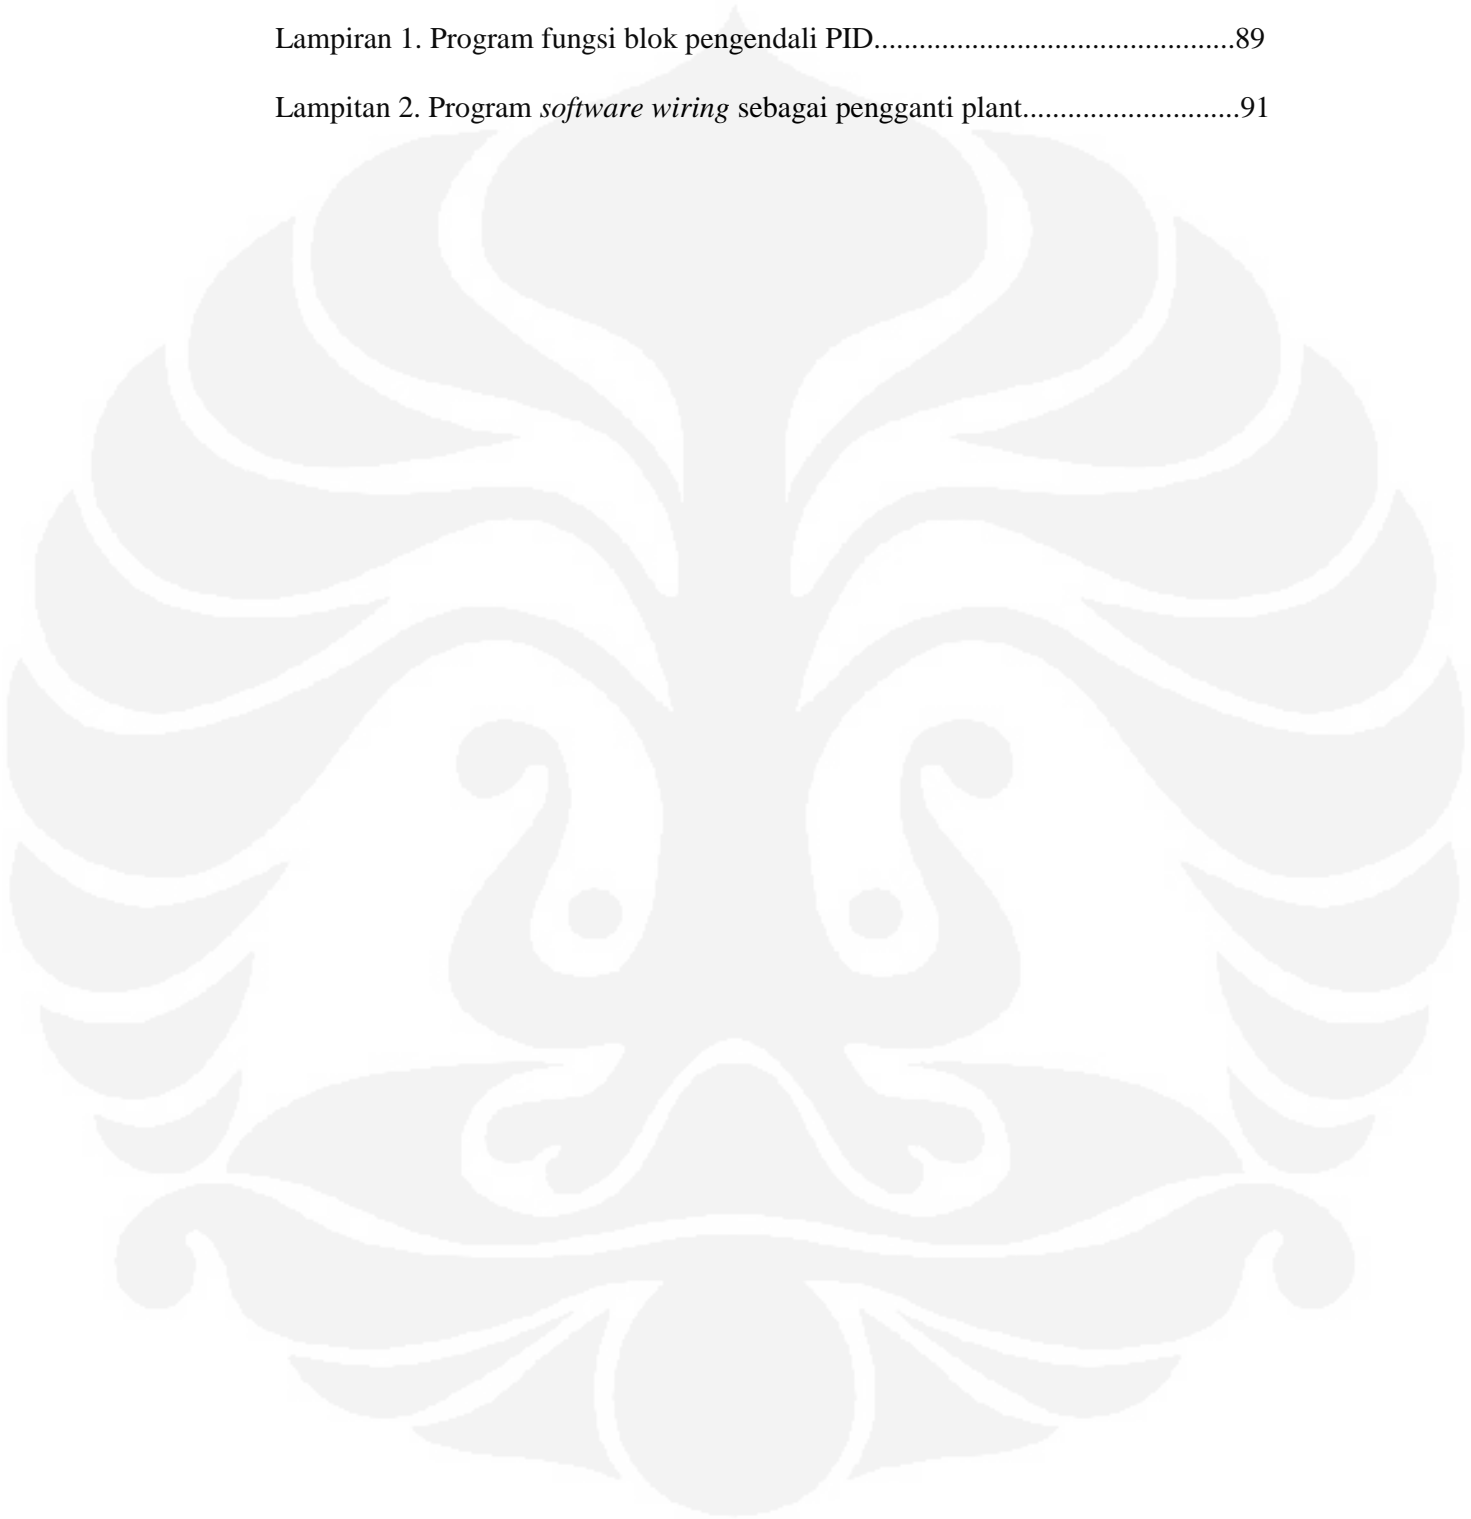 Lampiran 1. Program fungsi blok pengendali PID................................................89
Lampitan 2. Program software wiring sebagai pengganti plant.............................91